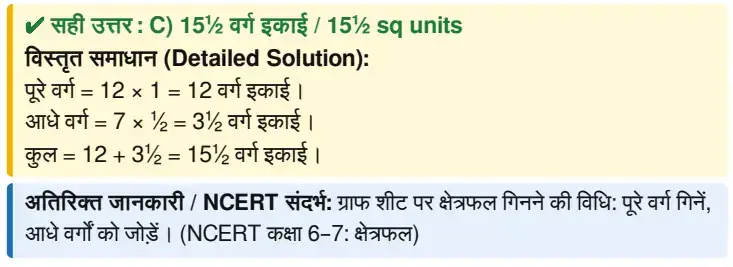 ✔ सही उत्तर : C) 15½ वर्ग इकाई / 15½ sq units
विस्तृत समाधान (Detailed Solution):
पूरे वर्ग = 12 × 1 = 12 वर्ग इकाई।
आधे वर्ग = 7 × ½ = 3½ वर्ग इकाई।
कुल = 12 + 3½ = 15½ वर्ग इकाई।
अतिरिक्त जानकारी / NCERT संदर्भ: ग्राफ शीट पर क्षेत्रफल गिनने की विधि: पूरे वर्ग गिनें,
आधे वर्गों को जोड़ें। (NCERT कक्षा 6–7: क्षेत्रफल)